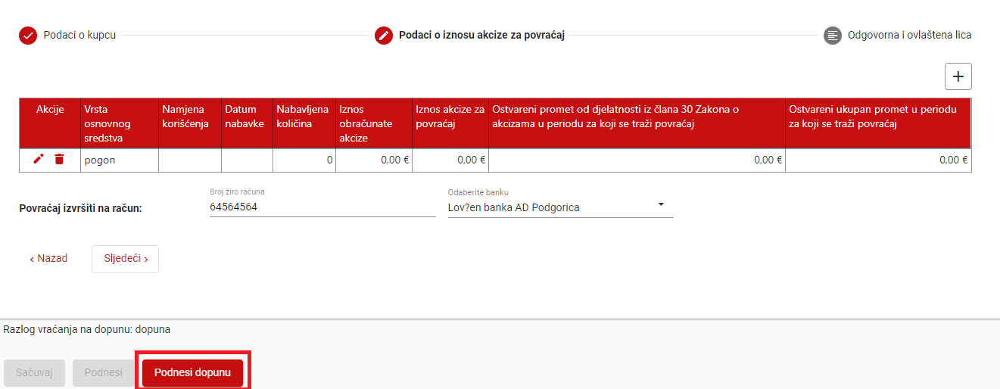 Podaci o kupcu
Podaci o iznosu akcize za povraćaj
Odgovorna i ovlaštena lica
Akcije
Vrsta
osnovnog
sredstva
Namjena
korišćenja
Datum
nabavke
Nabavljena
količina
Iznos
obračunate
akcize
Iznos akcize za
povraćaj
Ostvareni promet od djelatnosti iz člana 30 Zakona o
akcizama u periodu za koji se traži povraćaj
Ostvareni ukupan promet u periodu
za koji se traži povraćaj
pogon 0 0,00 € 0,00 € 0,00 € 0,00 €
Broj žiro računa
Odaberite banku
Povraćaj izvršiti na račun: 64564564 Lov?en banka AD Podgorica
‹ Nazad
Sljedeći ›
Razlog vraćanja na dopunu: dopuna
Sačuvaj
Podnesi
Podnesi dopunu